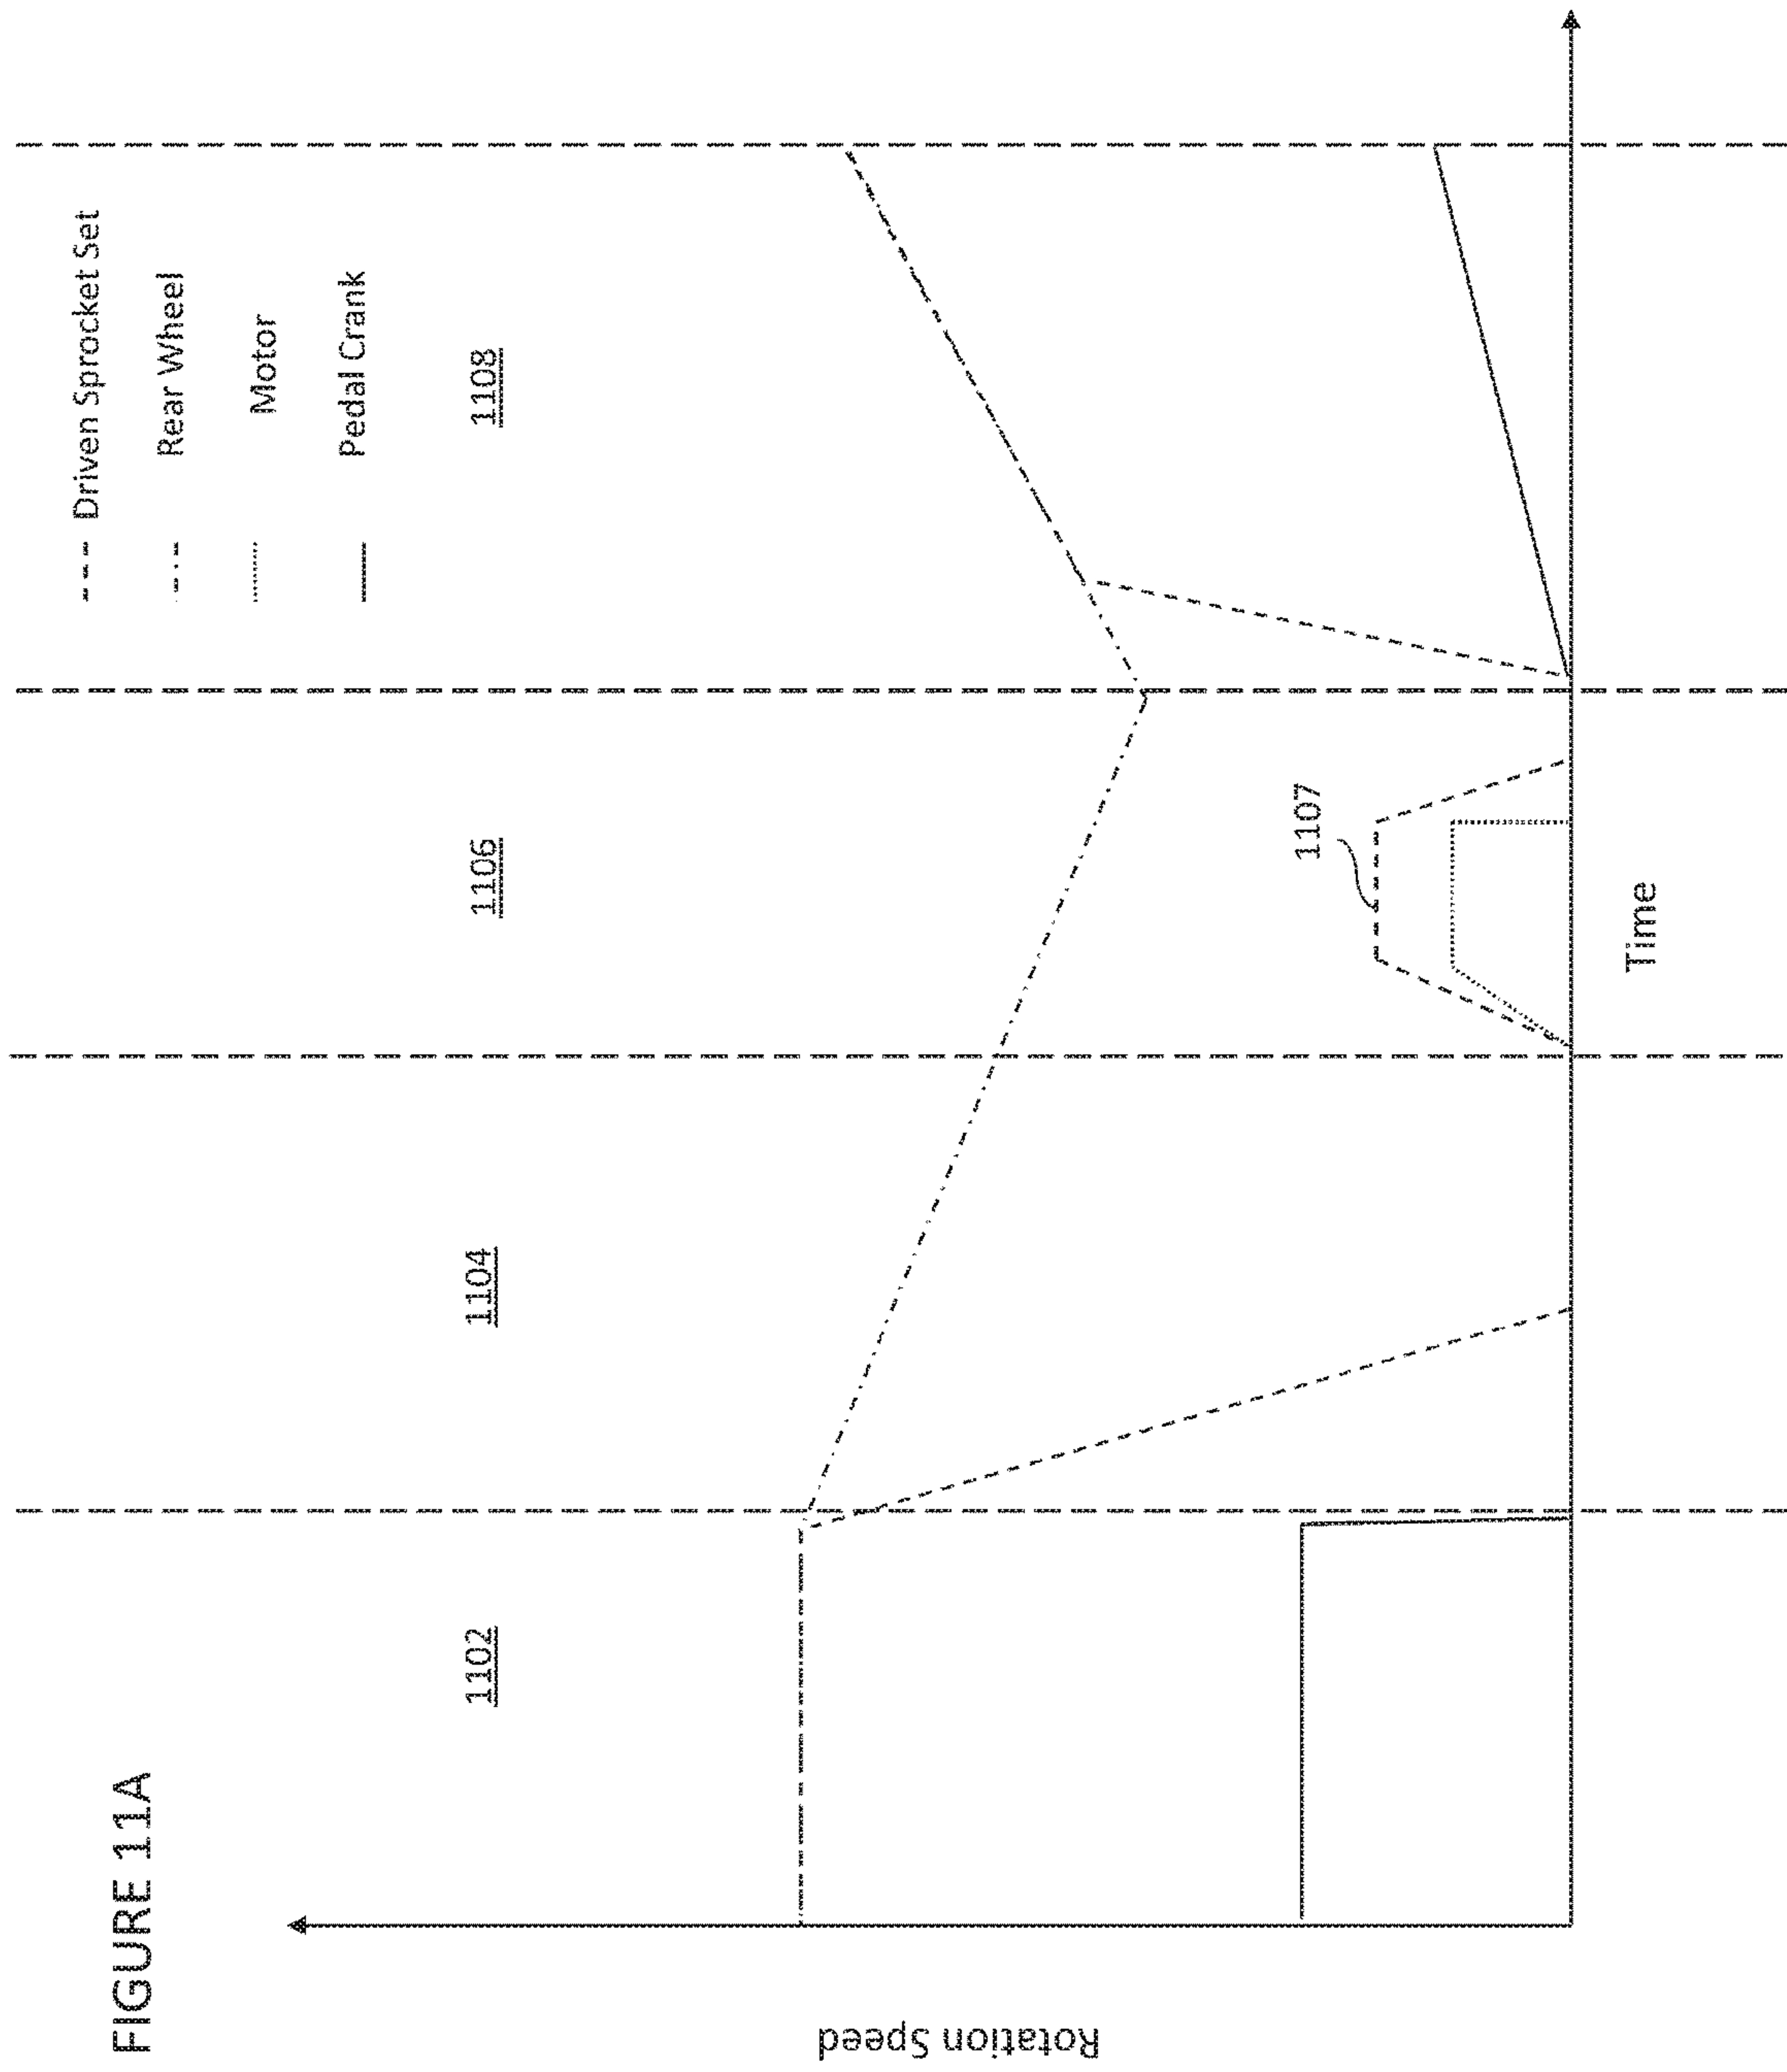 FIGURE 11A
Driven Sprocket Set
Rear Wheel
Motor
Pedal Crank
1102
1104
1106
1108
1107
Rotation Speed
Time